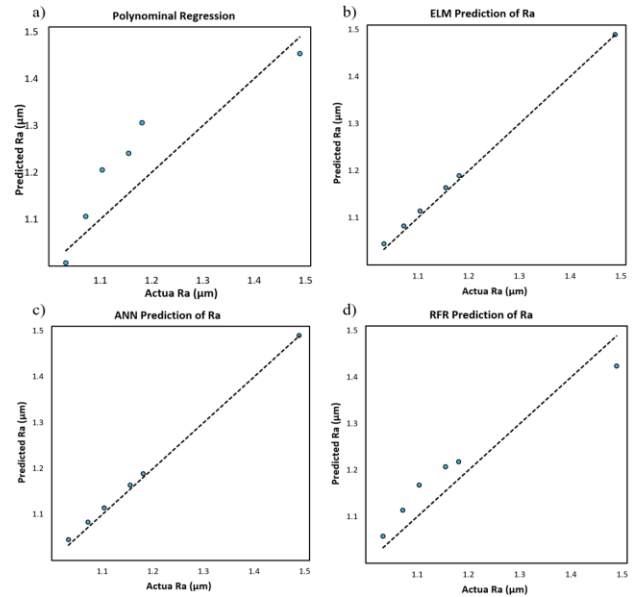 a)
Polynominal Regression
1.5
1.4
1.3
1.2
1.1
Predicted Ra (μm)
1.1
1.2
1.3
1.4
1.5
Actua Ra (μm)
b)
ELM Prediction of Ra
1.5
1.4
1.3
1.2
1.1
Predicted Ra (μm)
1.1
1.2
1.3
1.4
1.5
Actua Ra (μm)
c)
ANN Prediction of Ra
1.5
1.4
1.3
1.2
1.1
Predicted Ra (μm)
1.1
1.2
1.3
1.4
1.5
Actua Ra (μm)
d)
RFR Prediction of Ra
1.5
1.4
1.3
1.2
1.1
Predicted Ra (μm)
1.1
1.2
1.3
1.4
1.5
Actua Ra (μm)